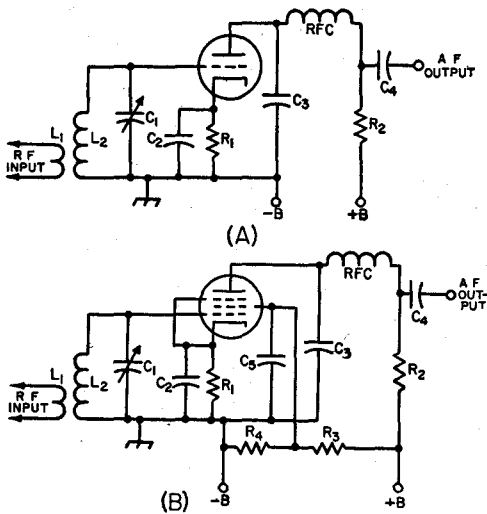 RFC
A F
OUTPUT
C4
C3
C1
C2
R1
R2
L1
L2
R F
INPUT
-B
+B
(A)
RFC
A F
OUT-
PUT
C4
C3
C5
C1
C2
R1
R2
L1
L2
R F
INPUT
R4
R3
-B
+B
(B)